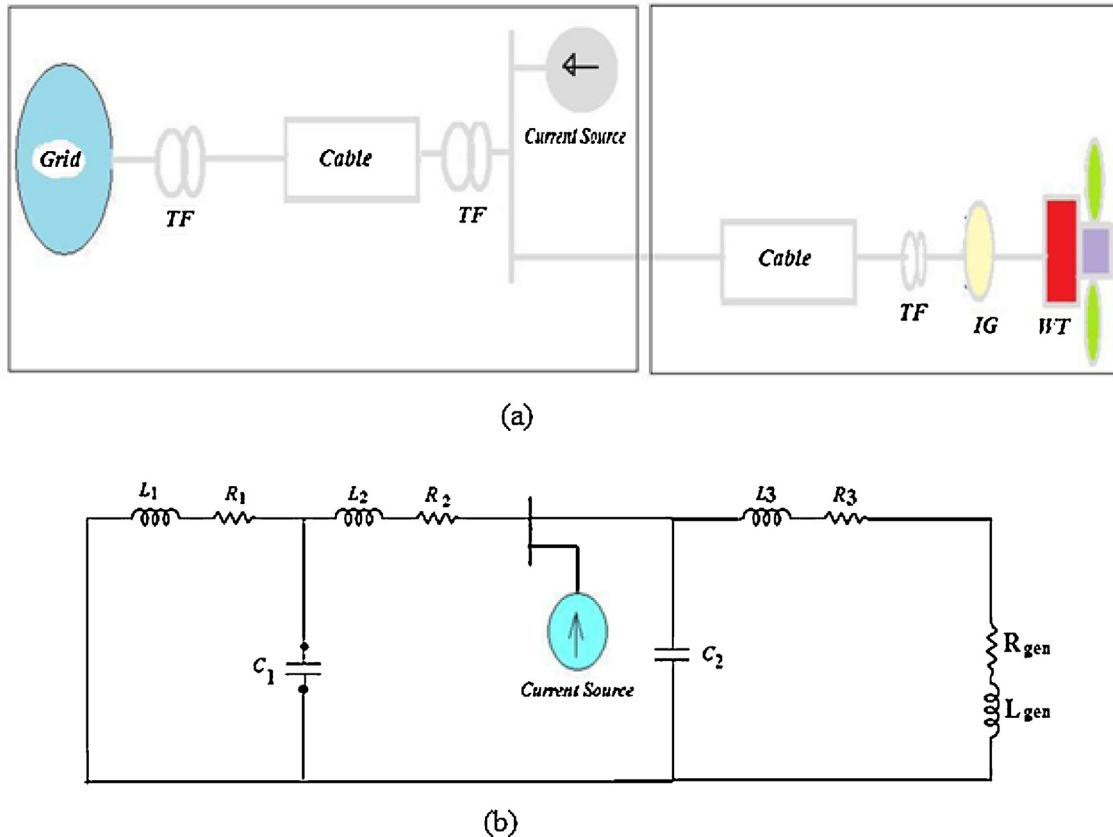 Grid
TF
Cable
TF
Current Source
Cable
TF
IG
WT
(a)
L1
R1
L2
R2
L3
R3
C1
Current Source
C2
Rgen
Lgen
(b)